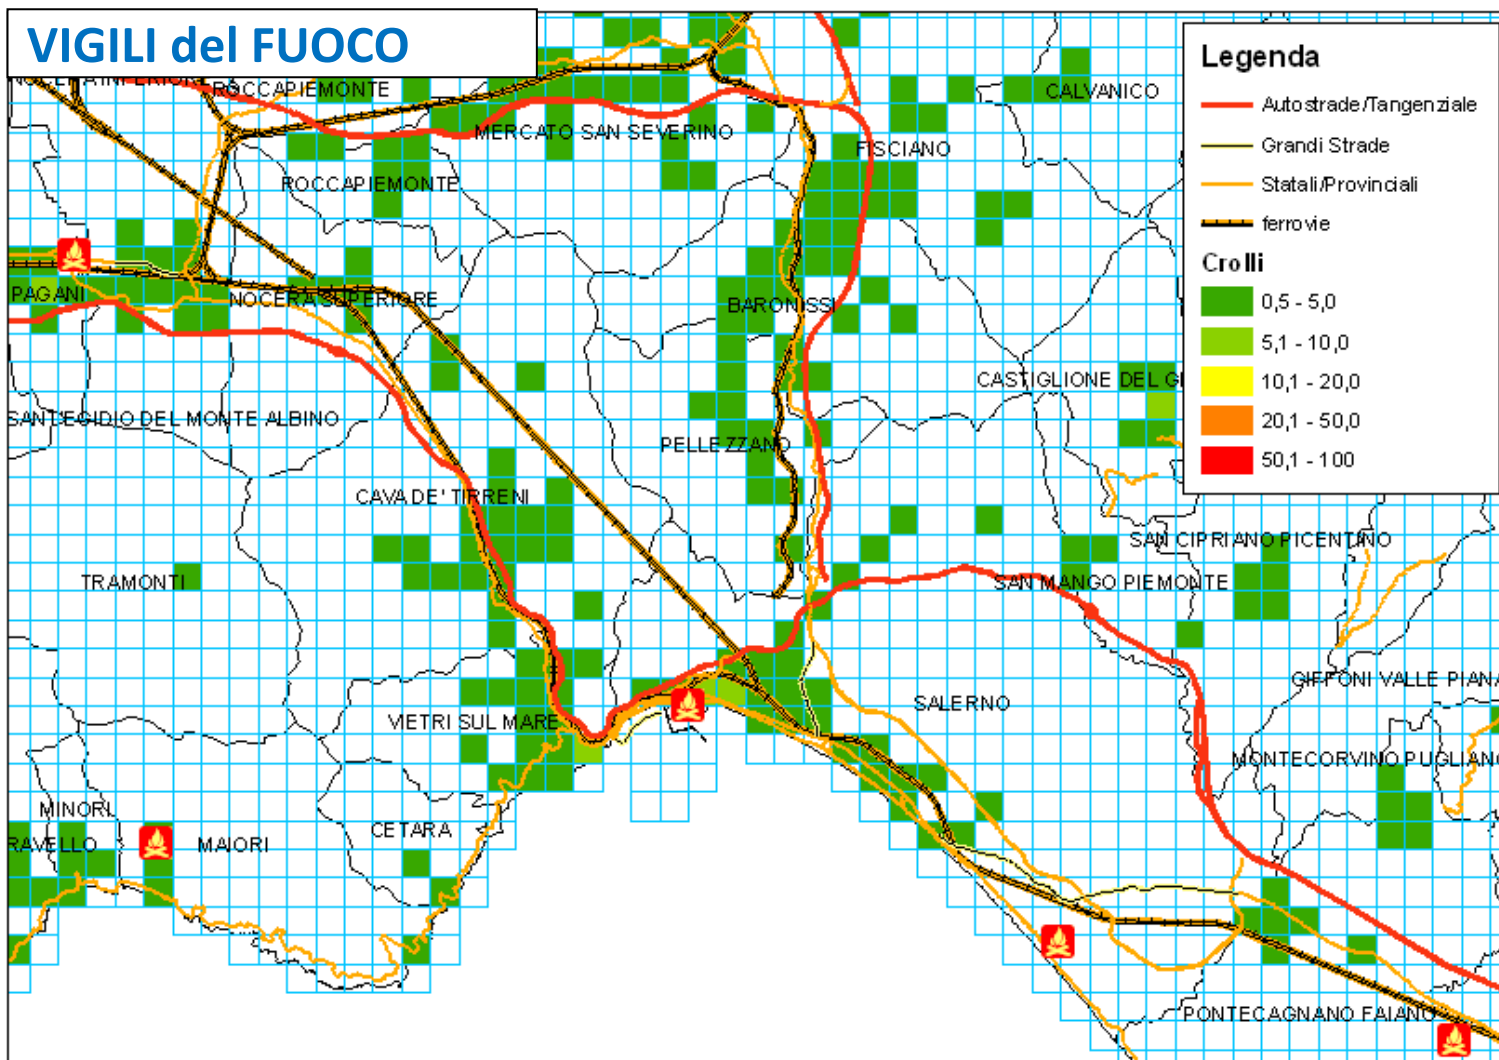 VIGILI del FUOCO
Legenda
Autostrade/Tangenziale
Grandi Strade
Statali/Provinciali
ferrovie
Crolli
0,5 - 5,0
5,1 - 10,0
10,1 - 20,0
20,1 - 50,0
50,1 - 100
ROCCAPIEMONTE
CALVANICO
MERCATO SAN SEVERINO
FISCIANO
ROCCAPIEMONTE
PAGANI
NOCERA SUPERIORE
BARONISSI
CASTIGLIONE DEL GI
SANT'EGIDIO DEL MONTE ALBINO
PELLEZZANO
CAVA DE' TIRRENI
SAN CIPRIANO PICENTINO
TRAMONTI
SAN MANGO PIEMONTE
GIFFONI VALLE PIANA
SALERNO
VIETRI SUL MARE
MONTECORVINO PUGLIANO
MINORI
CETARA
RAVELLO
MAIORI
PONTECAGNANO FAIANO